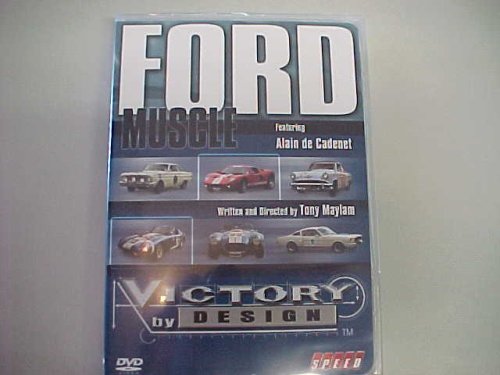 FORD
MUSCLE
Featuring
Alain de Cadenet
Written and Directed by Tony Maylam
VICTORY
by DESIGN
TM
DVD
SPEED